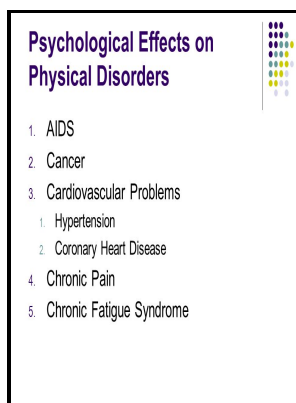 Psychological Effects on
Physical Disorders
1. AIDS
2. Cancer
3. Cardiovascular Problems
1. Hypertension
2. Coronary Heart Disease
4. Chronic Pain
5. Chronic Fatigue Syndrome